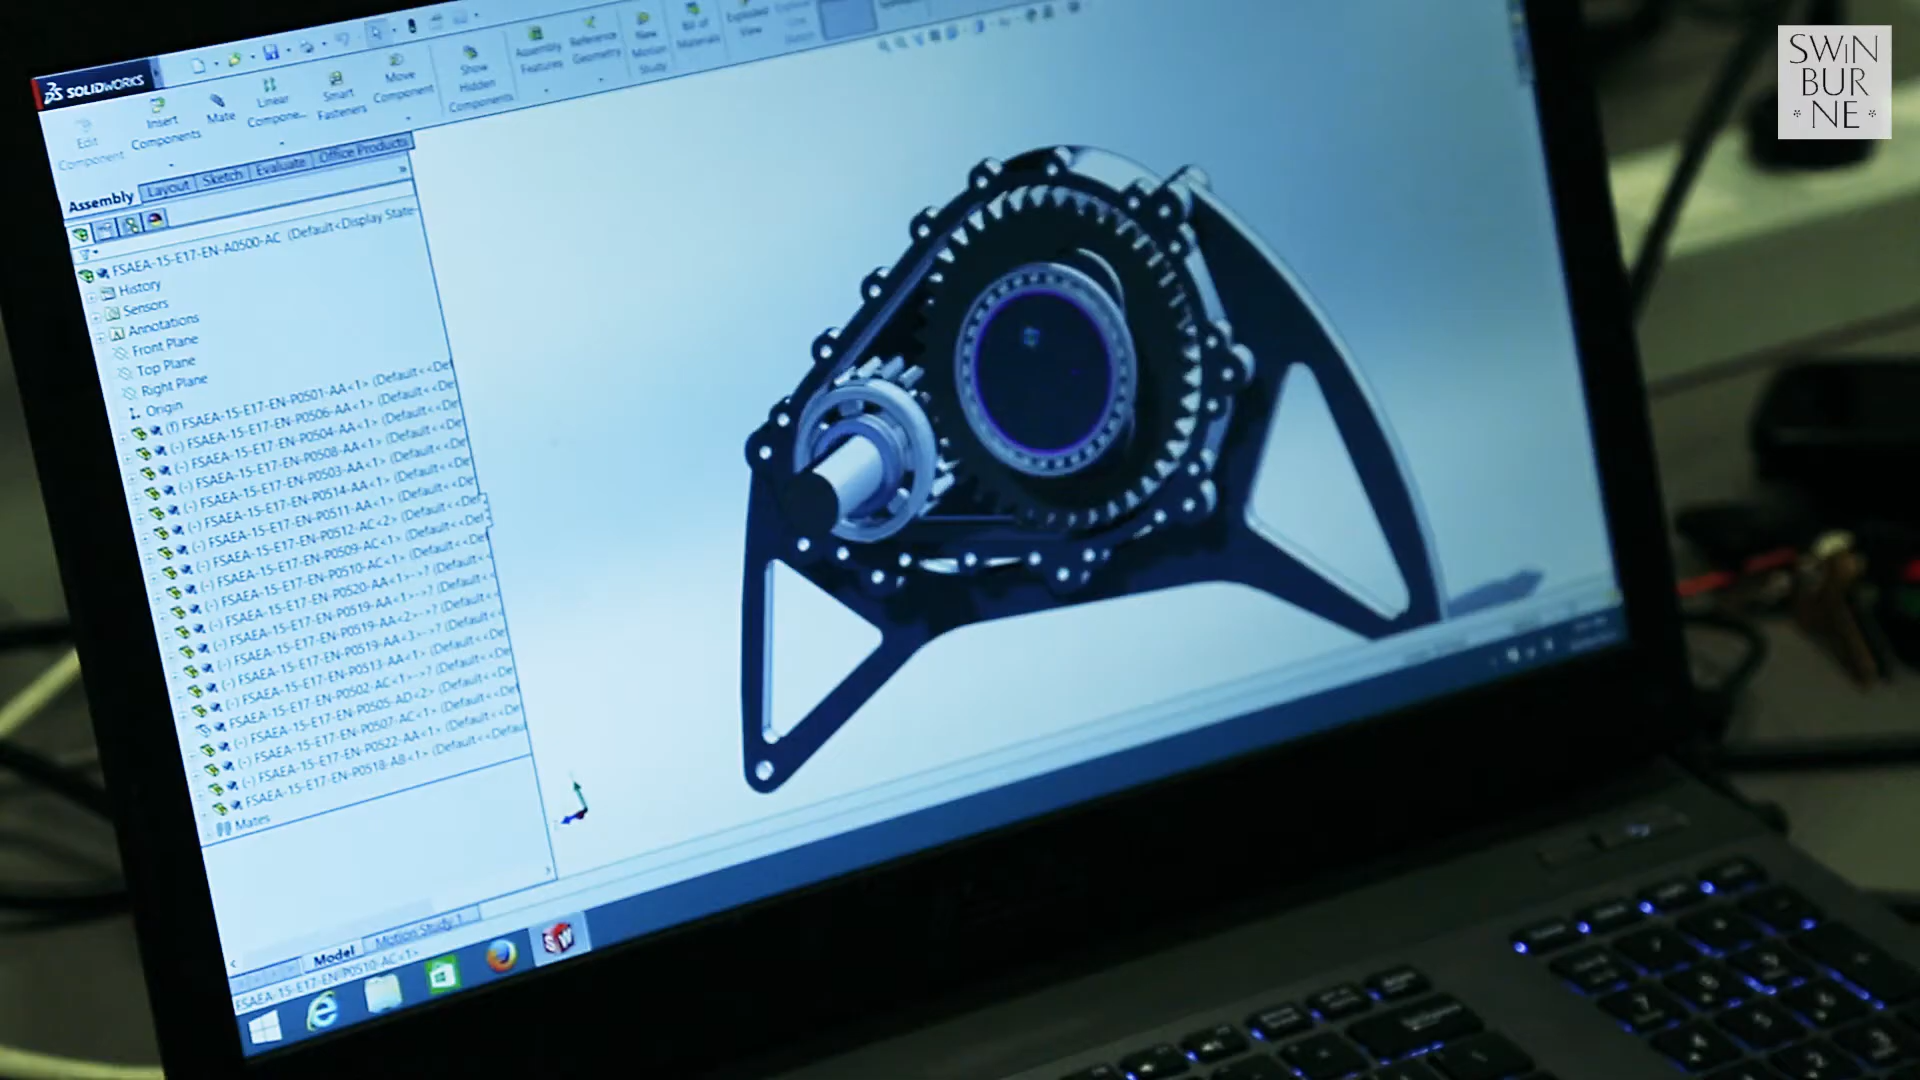 SOLIDWORKS
Edit Component
Insert Components
Mate
Linear Compone...
Smart Fasteners
Move Component
Show Hidden Components
Assembly Features
Reference Geometry
New Motion Study
Bill of Materials
Exploded View
Assembly Layout Sketch Evaluate Office Products
FSAEA-15-E17-EN-A0500-AC (Default<Display State-
History
Sensors
Annotations
Front Plane
Top Plane
Right Plane
Origin
(f) FSAEA-15-E17-EN-P0501-AA<1> (Default<<De
(-) FSAEA-15-E17-EN-P0506-AA<1> (Default<<De
(-) FSAEA-15-E17-EN-P0504-AA<1> (Default<<De
(-) FSAEA-15-E17-EN-P0508-AA<1> (Default<<De
(-) FSAEA-15-E17-EN-P0503-AA<1> (Default<<De
(-) FSAEA-15-E17-EN-P0514-AA<1> (Default<<De
(-) FSAEA-15-E17-EN-P0511-AA<1> (Default<<De
(-) FSAEA-15-E17-EN-P0512-AC<2> (Default<<De
(-) FSAEA-15-E17-EN-P0509-AC<1> (Default<<De
(-) FSAEA-15-E17-EN-P0510-AC<1> (Default<<De
(-) FSAEA-15-E17-EN-P0520-AA<1>->? (Default<<De
(-) FSAEA-15-E17-EN-P0519-AA<1>->? (Default<<De
(-) FSAEA-15-E17-EN-P0519-AA<2>->? (Default<<De
(-) FSAEA-15-E17-EN-P0519-AA<3>->? (Default<<De
(-) FSAEA-15-E17-EN-P0513-AA<1> (Default<<De
FSAEA-15-E17-EN-P0502-AC<1>->? (Default<<De
(-) FSAEA-15-E17-EN-P0505-AD<2> (Default<<De
(-) FSAEA-15-E17-EN-P0507-AC<1> (Default<<De
(-) FSAEA-15-E17-EN-P0522-AA<1> (Default<<Def
FSAEA-15-E17-EN-P0518-AB<1> (Default<<Defau
Mates
Model Motion Study 1
FSAEA-15-E17-EN-P0510-AC<1>
SWIN
BUR
*NE*